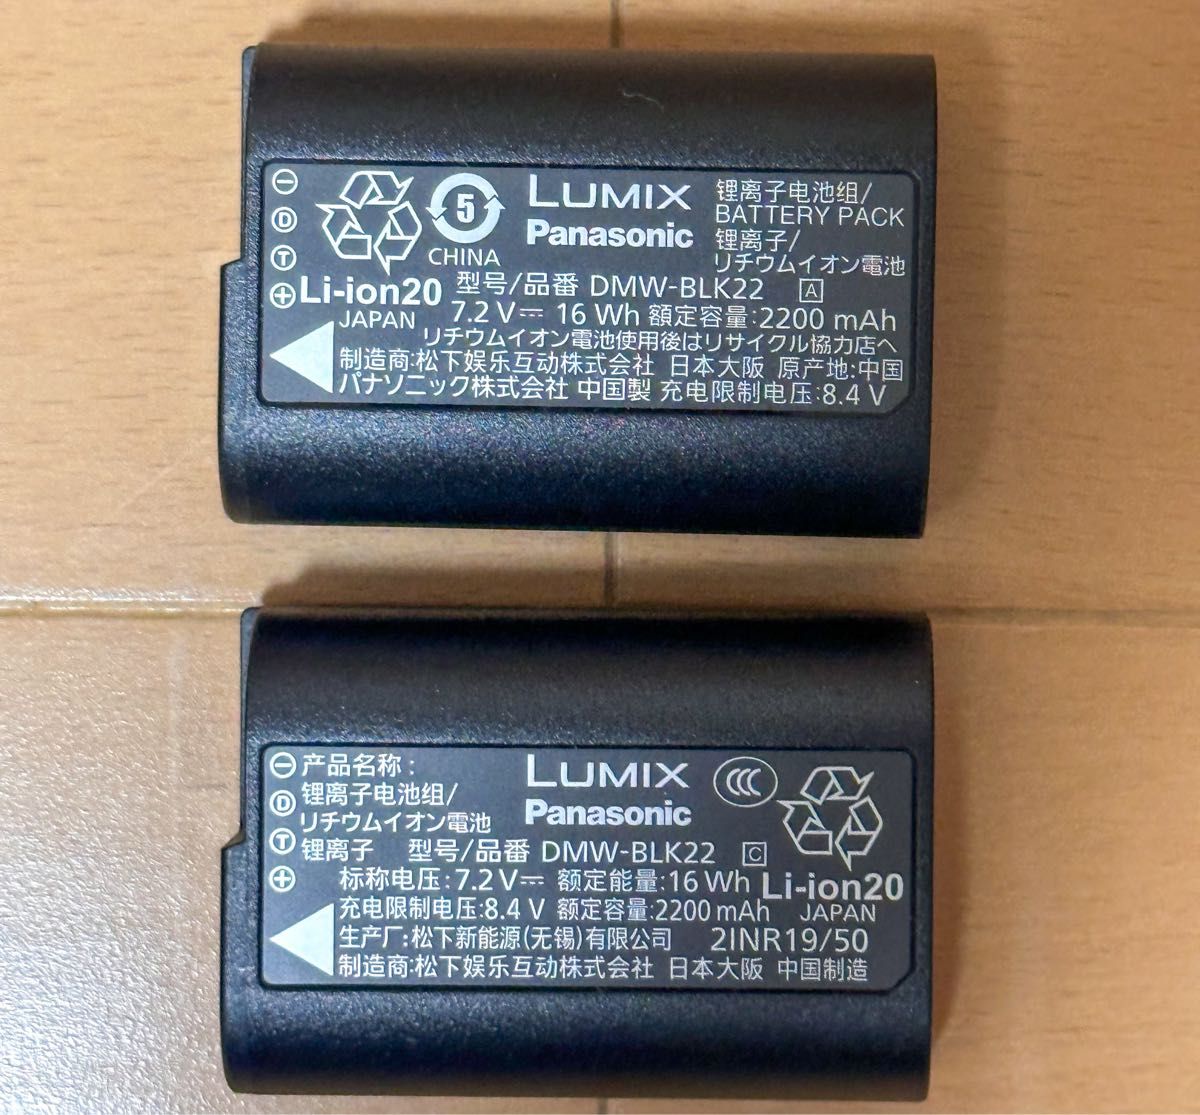 LUMIX
Panasonic
锂离子电池组/
BATTERY PACK
锂离子/
リチウムイオン電池
5
CHINA
D
T
Li-ion20
JAPAN
型号/品番 DMW-BLK22 A
7.2 V⎓ 16 Wh 額定容量:2200 mAh
リチウムイオン電池使用後はリサイクル協力店へ
制造商:松下娱乐互动株式会社 日本大阪 原产地:中国
パナソニック株式会社 中国製 充电限制电压:8.4 V
产品名称:
锂离子电池组/
リチウムイオン電池
锂离子
D
T
LUMIX
Panasonic
CCC
型号/品番 DMW-BLK22 C
标称电压:7.2 V⎓ 额定能量:16 Wh
Li-ion20
JAPAN
充电限制电压:8.4 V 额定容量:2200 mAh
生产厂:松下新能源(无锡)有限公司 2INR19/50
制造商:松下娱乐互动株式会社 日本大阪 中国制造